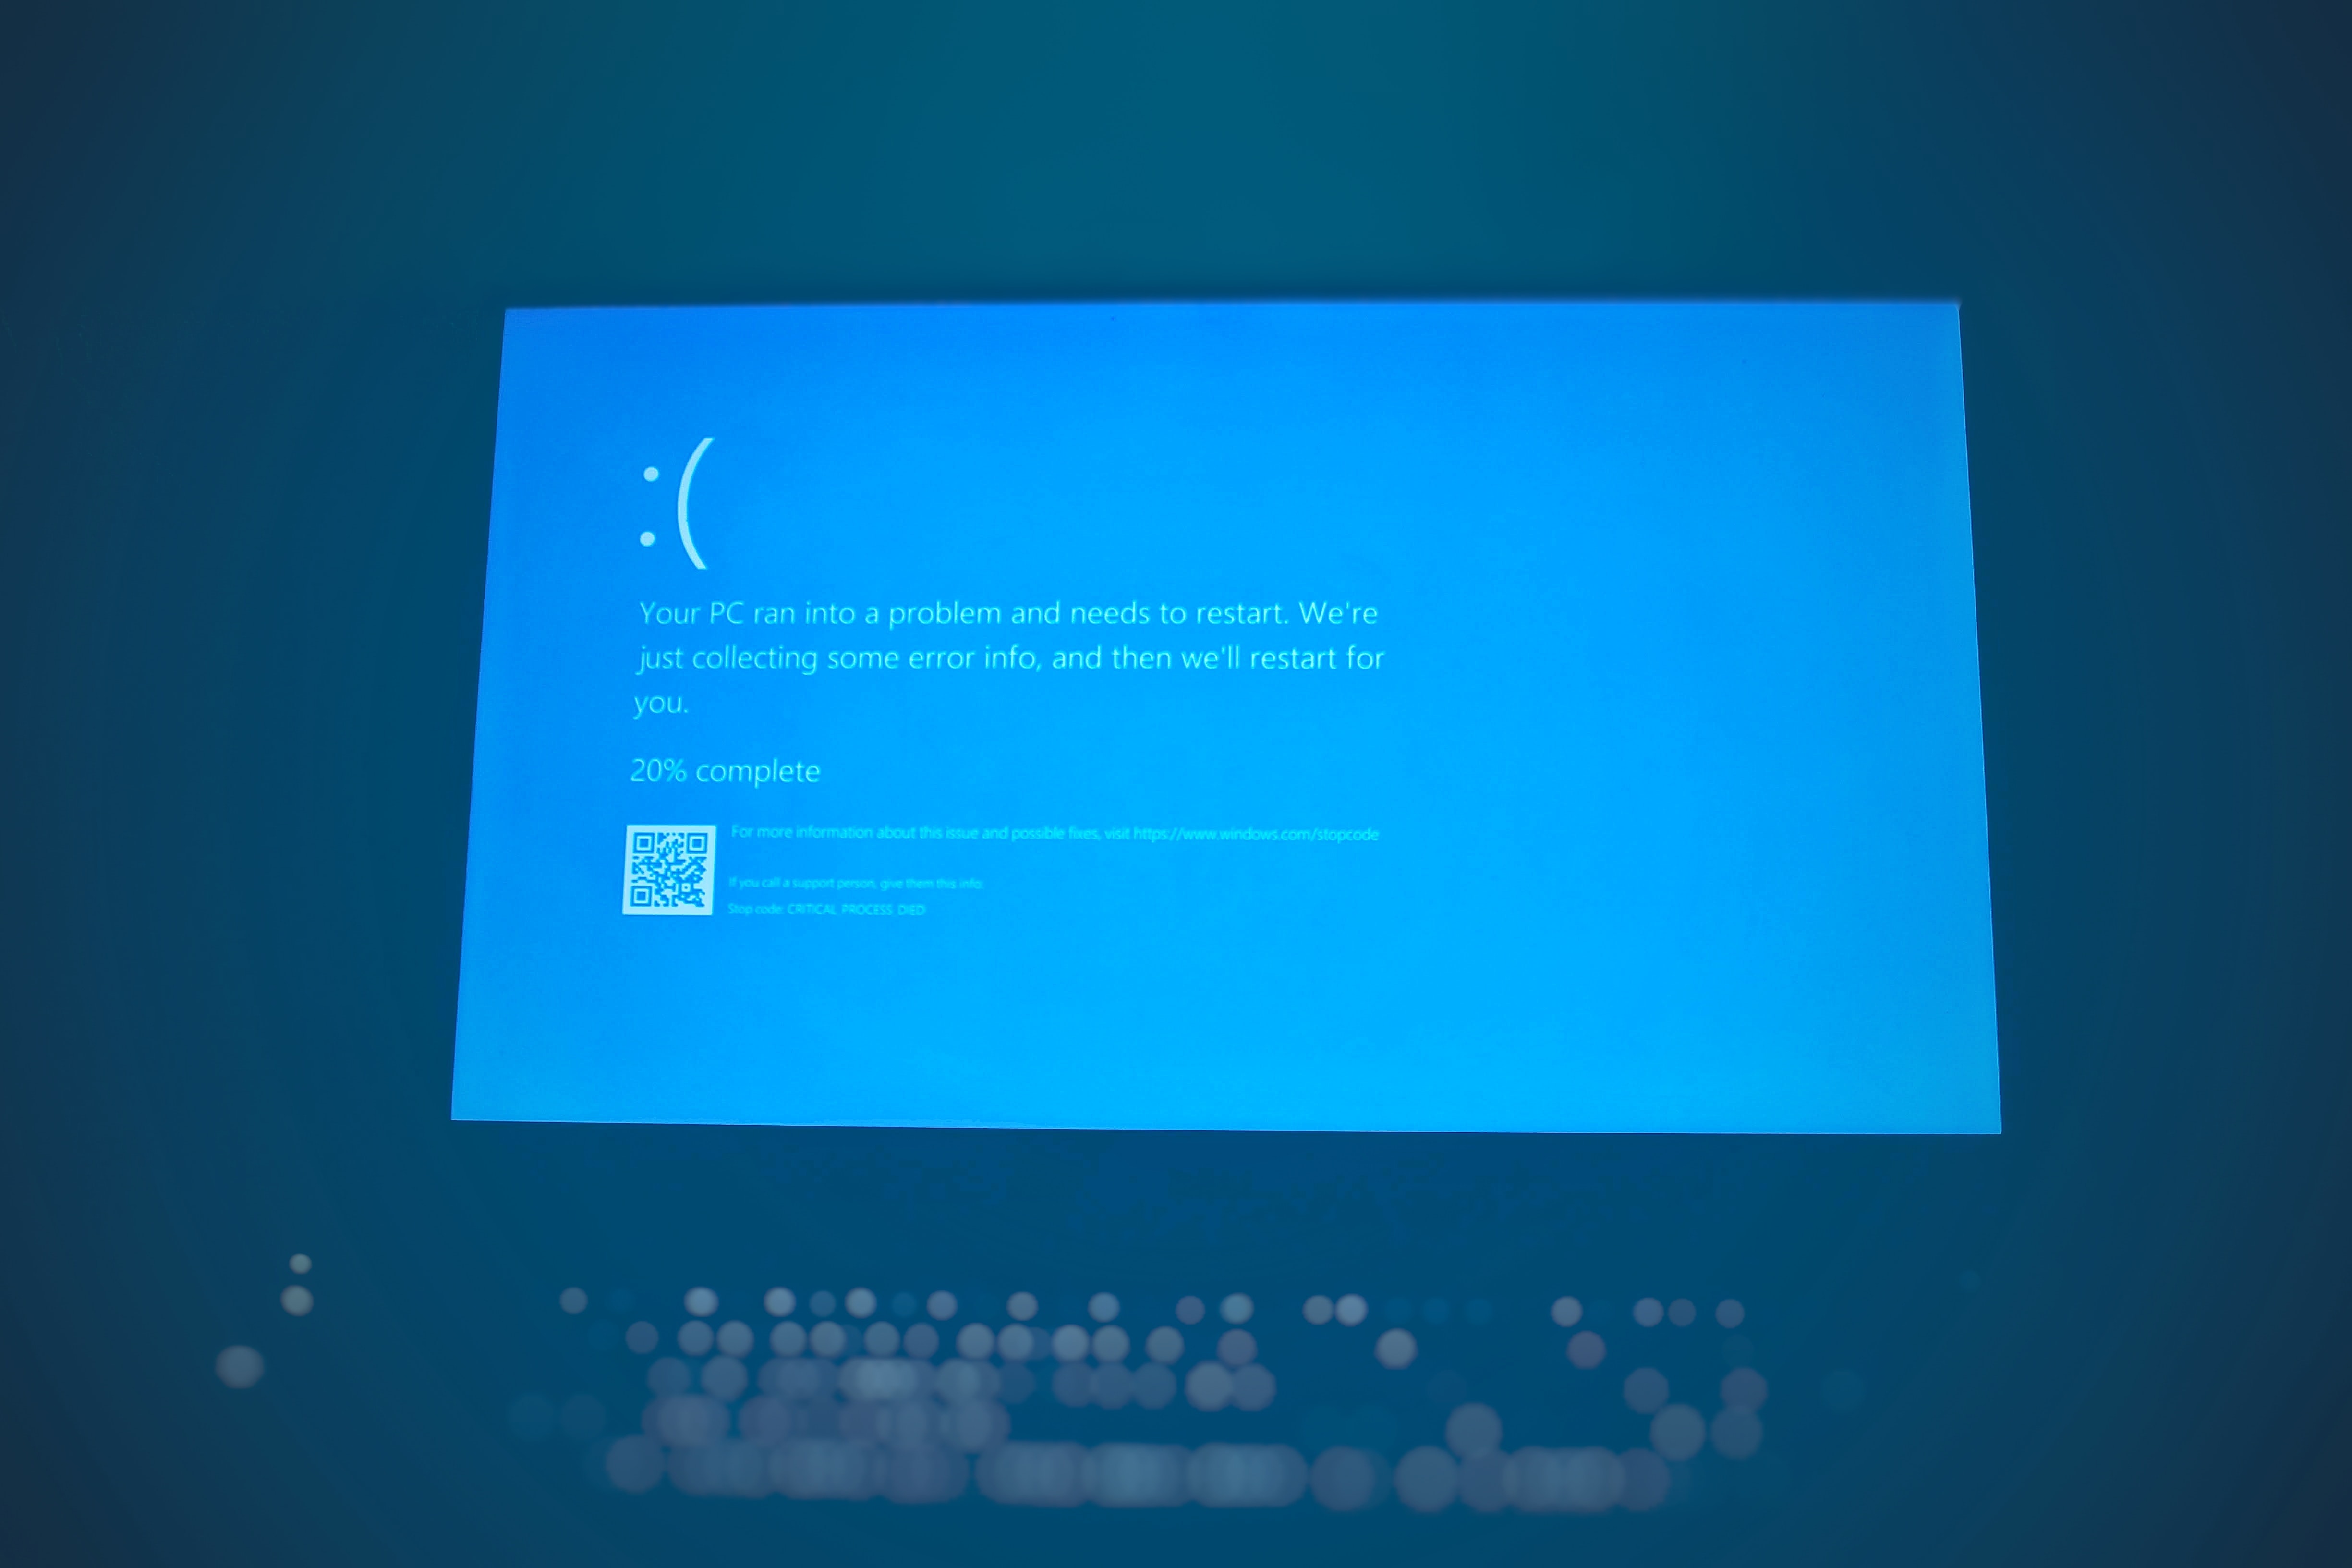 :(
Your PC ran into a problem and needs to restart. We're
just collecting some error info, and then we'll restart for
you.
20% complete
For more information about this issue and possible fixes, visit https://www.windows.com/stopcode
If you call a support person, give them this info:
Stop code: CRITICAL_PROCESS_DIED